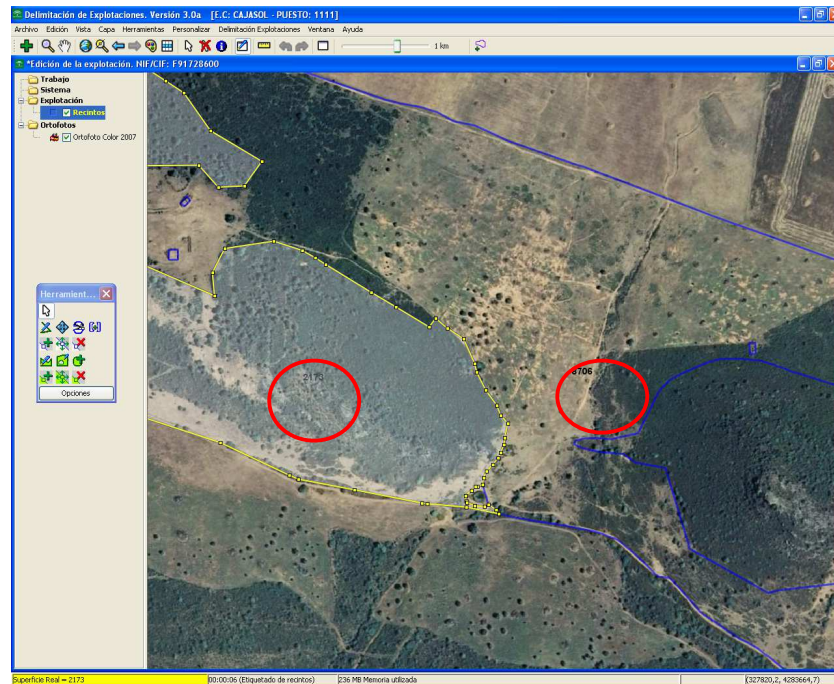 Delimitación de Explotaciones. Versión 3.0a [E.C: CAJASOL - PUESTO: 1111]
Archivo Edición Vista Capa Herramientas Personalizar Delimitación Explotaciones Ventana Ayuda
1 km
*Edición de la explotación. NIF/CIF: F91728600
Trabajo
Sistema
Explotación
Recintos
Ortofotos
Ortofoto Color 2007
Herramient...
Opciones
2173
3706
Superficie Real = 2173
00:00:06 (Etiquetado de recintos)
236 MB Memoria utilizada
(327820,2, 4283664,7)